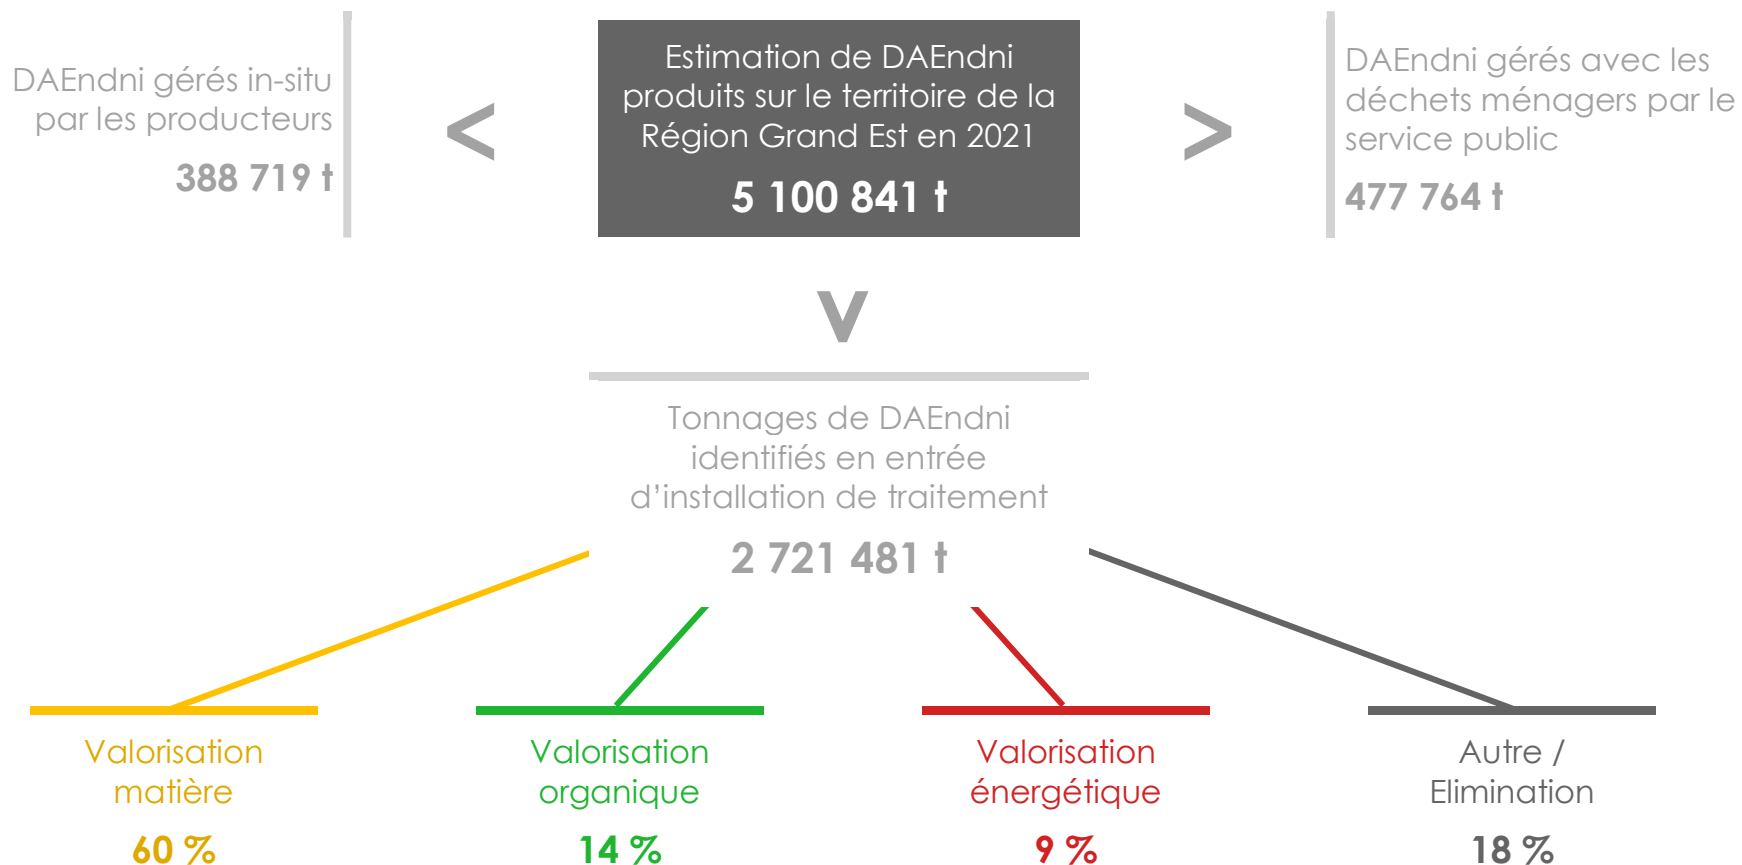 DAEndni gérés in-situ
par les producteurs
388 719 t
<
Estimation de DAEndni
produits sur le territoire de la
Région Grand Est en 2021
5 100 841 t
>
DAEndni gérés avec les
déchets ménagers par le
service public
477 764 t
Tonnages de DAEndni
identifiés en entrée
d’installation de traitement
2 721 481 t
Valorisation
matière
60 %
Valorisation
organique
14 %
Valorisation
énergétique
9 %
Autre /
Elimination
18 %